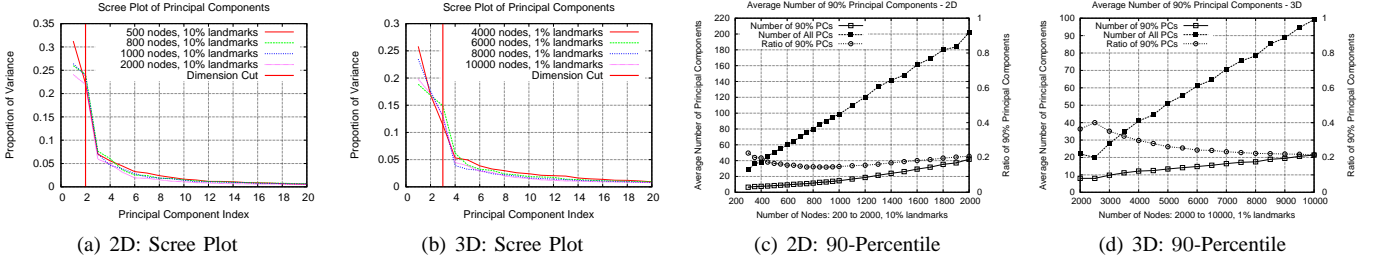 Scree Plot of Principal Components
Proportion of Variance
0.35
0.3
0.25
0.2
0.15
0.1
0.05
0
500 nodes, 10% landmarks
800 nodes, 10% landmarks
1000 nodes, 10% landmarks
2000 nodes, 10% landmarks
Dimension Cut
0 2 4 6 8 10 12 14 16 18 20
Principal Component Index
(a) 2D: Scree Plot
Scree Plot of Principal Components
Proportion of Variance
0.3
0.25
0.2
0.15
0.1
0.05
0
4000 nodes, 1% landmarks
6000 nodes, 1% landmarks
8000 nodes, 1% landmarks
10000 nodes, 1% landmarks
Dimension Cut
0 2 4 6 8 10 12 14 16 18 20
Principal Component Index
(b) 3D: Scree Plot
Average Number of 90% Principal Components - 2D
Average Number of Principal Components
220
200
180
160
140
120
100
80
60
40
20
0
Number of 90% PCs
Number of All PCs
Ratio of 90% PCs
1
0.8
0.6
0.4
0.2
0
Ratio of 90% Principal Components
200 400 600 800 1000 1200 1400 1600 1800 2000
Number of Nodes: 200 to 2000, 10% landmarks
(c) 2D: 90-Percentile
Average Number of 90% Principal Components - 3D
Average Number of Principal Components
100
90
80
70
60
50
40
30
20
10
0
Number of 90% PCs
Number of All PCs
Ratio of 90% PCs
1
0.8
0.6
0.4
0.2
0
Ratio of 90% Principal Components
2000 3000 4000 5000 6000 7000 8000 9000 10000
Number of Nodes: 2000 to 10000, 1% landmarks
(d) 3D: 90-Percentile